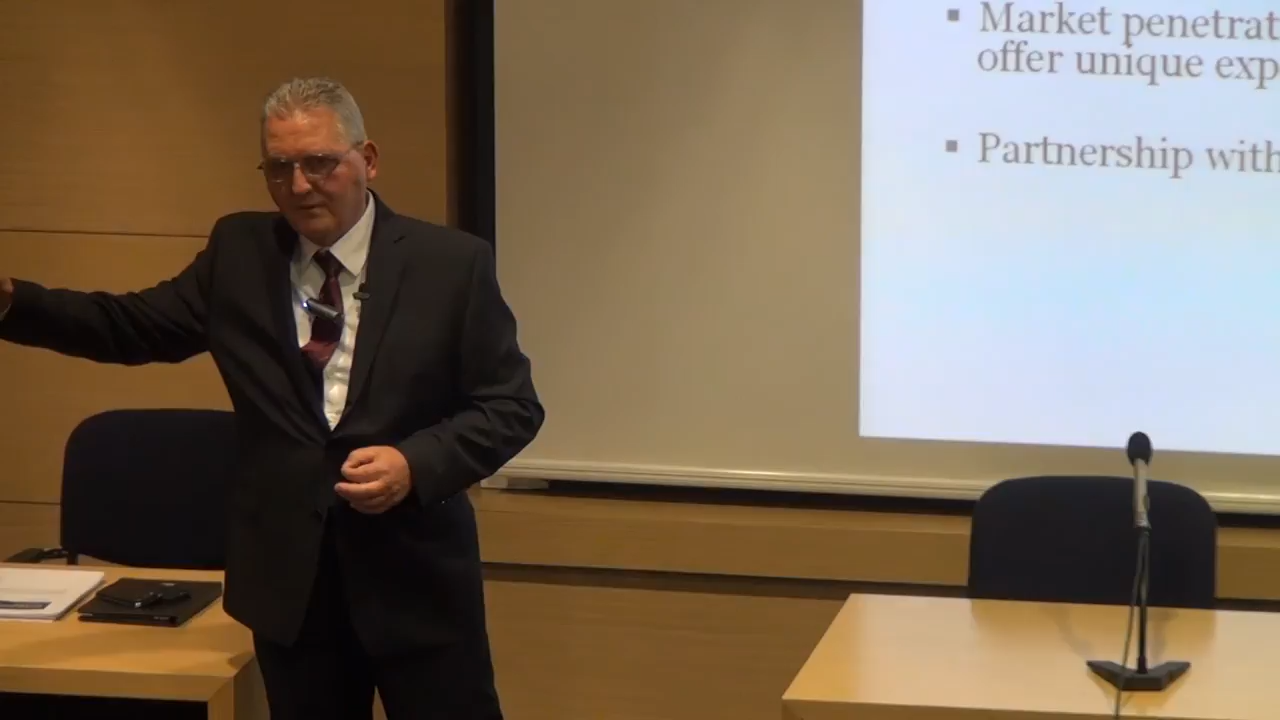 ▪ Market penetrat
offer unique exp
▪ Partnership with